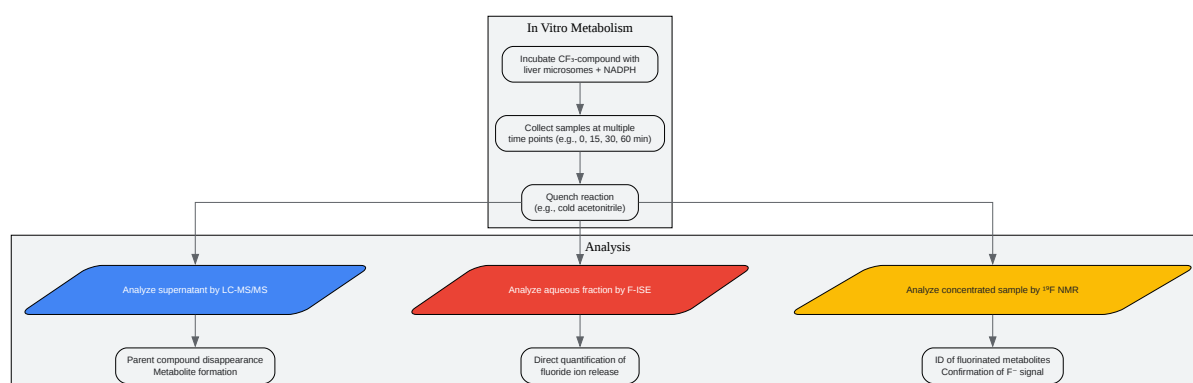 In Vitro Metabolism
Incubate CF₃-compound with
liver microsomes + NADPH
Collect samples at multiple
time points (e.g., 0, 15, 30, 60 min)
Quench reaction
(e.g., cold acetonitrile)
Analysis
Analyze supernatant by LC-MS/MS
Analyze aqueous fraction by F-ISE
Analyze concentrated sample by ¹⁹F NMR
Parent compound disappearance
Metabolite formation
Direct quantification of
fluoride ion release
ID of fluorinated metabolites
Confirmation of F⁻ signal